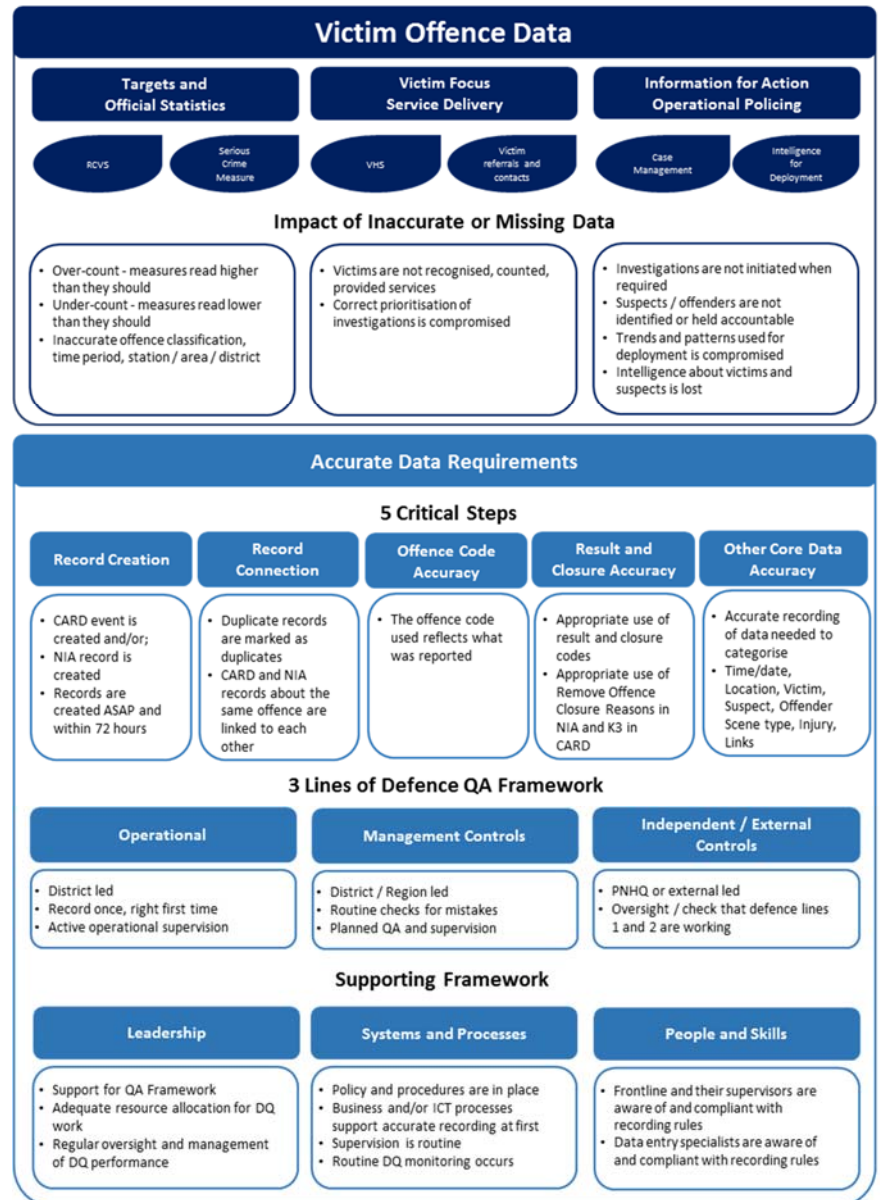 Victim Offence Data
Targets and
Official Statistics
Victim Focus
Service Delivery
Information for Action
Operational Policing
RCVS
Serious
Crime
Measure
VHS
Victim
referrals and
contacts
Case
Management
Intelligence
for
Deployment
Impact of Inaccurate or Missing Data
• Over-count - measures read higher
than they should
• Under-count - measures read lower
than they should
• Inaccurate offence classification,
time period, station / area / district
• Victims are not recognised, counted,
provided services
• Correct prioritisation of
investigations is compromised
• Investigations are not initiated when
required
• Suspects / offenders are not
identified or held accountable
• Trends and patterns used for
deployment is compromised
• Intelligence about victims and
suspects is lost
Accurate Data Requirements
5 Critical Steps
Record Creation
• CARD event is
created and/or;
• NIA record is
created
• Records are
created ASAP and
within 72 hours
Record
Connection
• Duplicate records
are marked as
duplicates
• CARD and NIA
records about the
same offence are
linked to each
other
Offence Code
Accuracy
• The offence code
used reflects what
was reported
Result and
Closure Accuracy
• Appropriate use of
result and closure
codes
• Appropriate use of
Remove Offence
Closure Reasons in
NIA and K3 in
CARD
Other Core Data
Accuracy
• Accurate recording
of data needed to
categorise
• Time/date,
Location, Victim,
Suspect, Offender
Scene type, Injury,
Links
3 Lines of Defence QA Framework
Operational
• District led
• Record once, right first time
• Active operational supervision
Management Controls
• District / Region led
• Routine checks for mistakes
• Planned QA and supervision
Independent / External
Controls
• PNHQ or external led
• Oversight / check that defence lines
1 and 2 are working
Supporting Framework
Leadership
• Support for QA Framework
• Adequate resource allocation for DQ
work
• Regular oversight and management
of DQ performance
Systems and Processes
• Policy and procedures are in place
• Business and/or ICT processes
support accurate recording at first
• Supervision is routine
• Routine DQ monitoring occurs
People and Skills
• Frontline and their supervisors are
aware of and compliant with
recording rules
• Data entry specialists are aware of
and compliant with recording rules